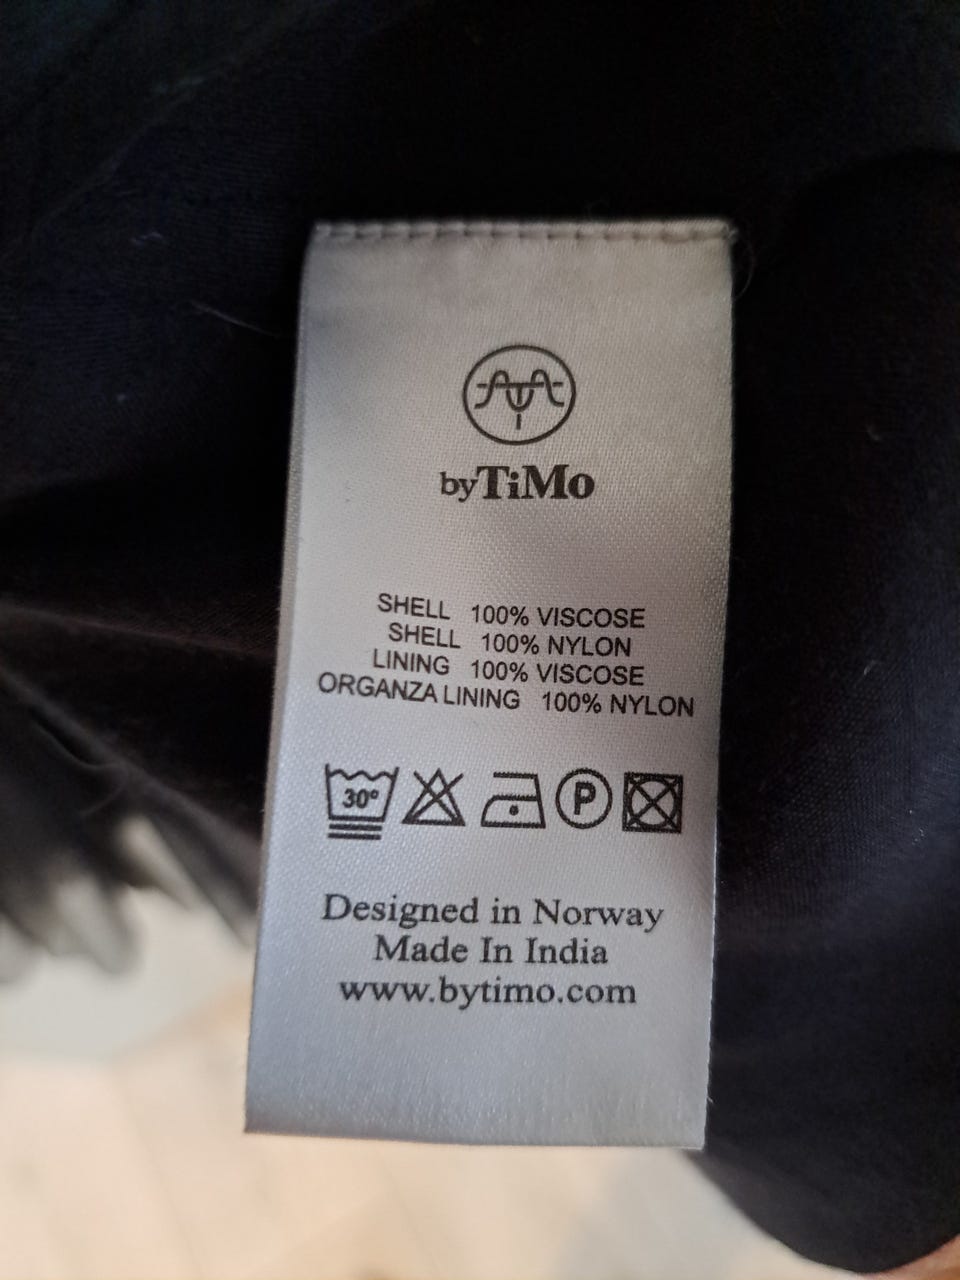 byTiMo
SHELL 100% VISCOSE
SHELL 100% NYLON
LINING 100% VISCOSE
ORGANZA LINING 100% NYLON
30° P
Designed in Norway
Made In India
www.bytimo.com